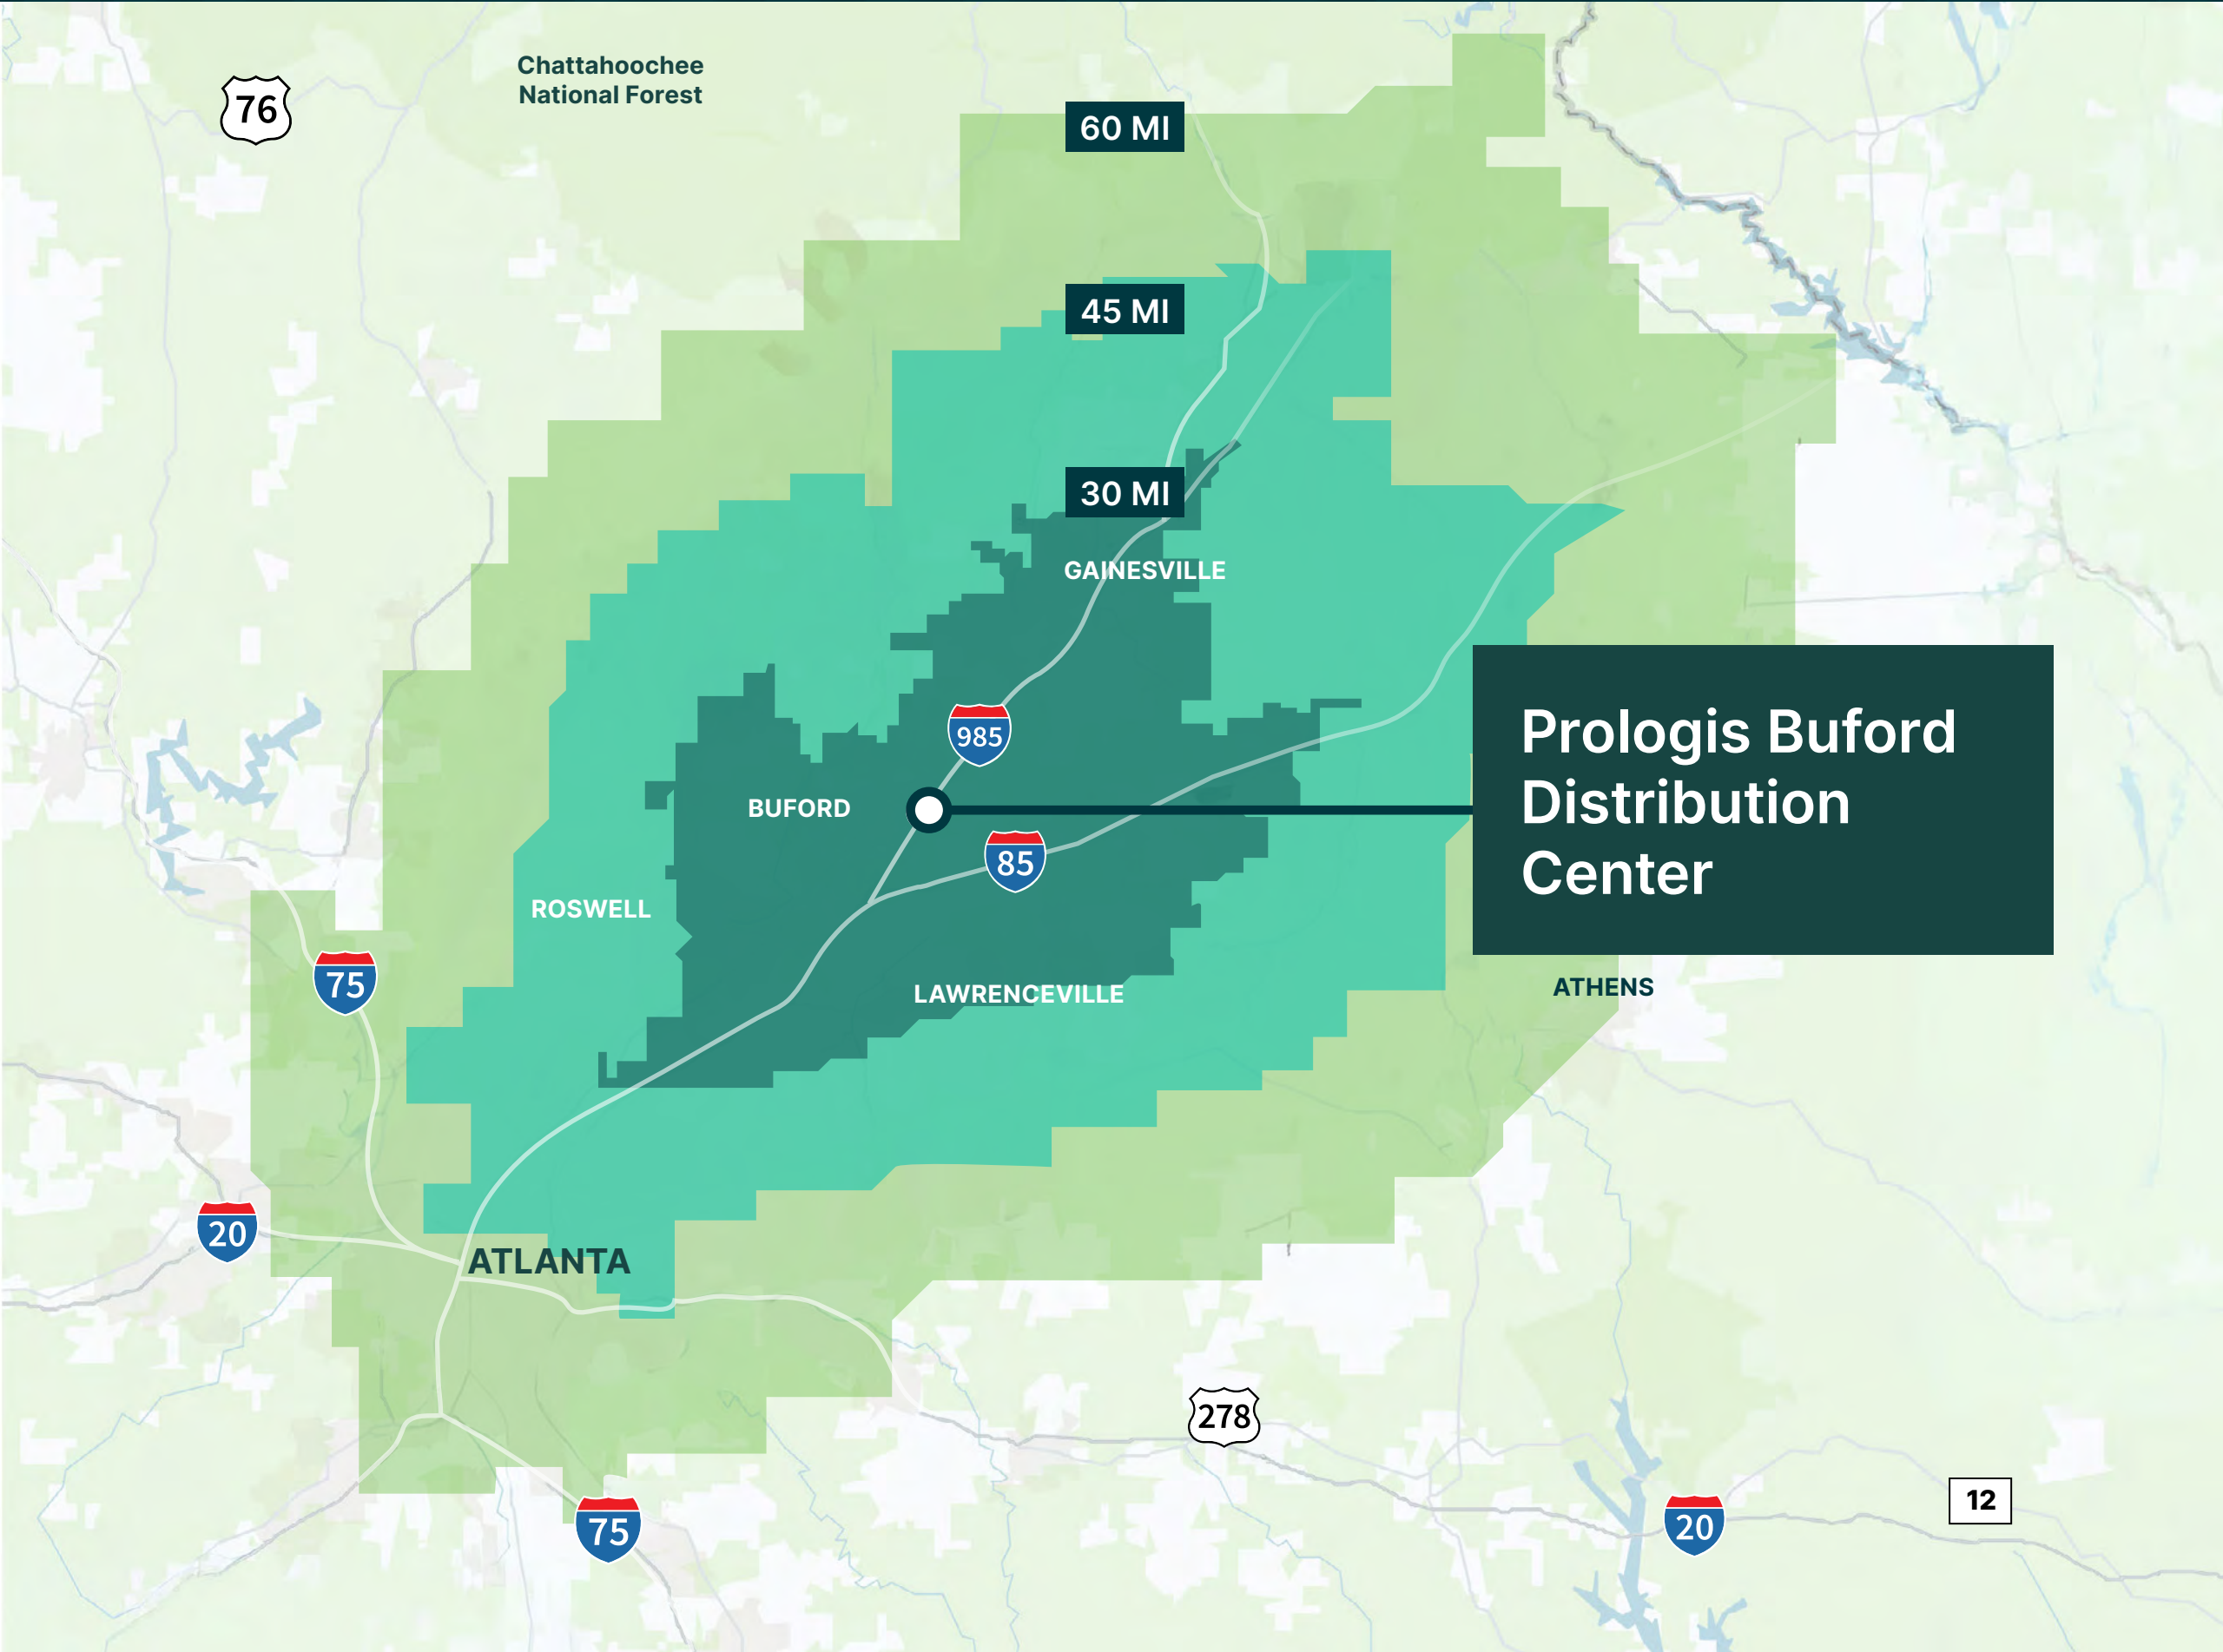 Chattahoochee
National Forest
76
60 MI
45 MI
30 MI
GAINESVILLE
985
Prologis Buford
Distribution
Center
BUFORD
85
ROSWELL
75
LAWRENCEVILLE
ATHENS
20
ATLANTA
278
12
75
20